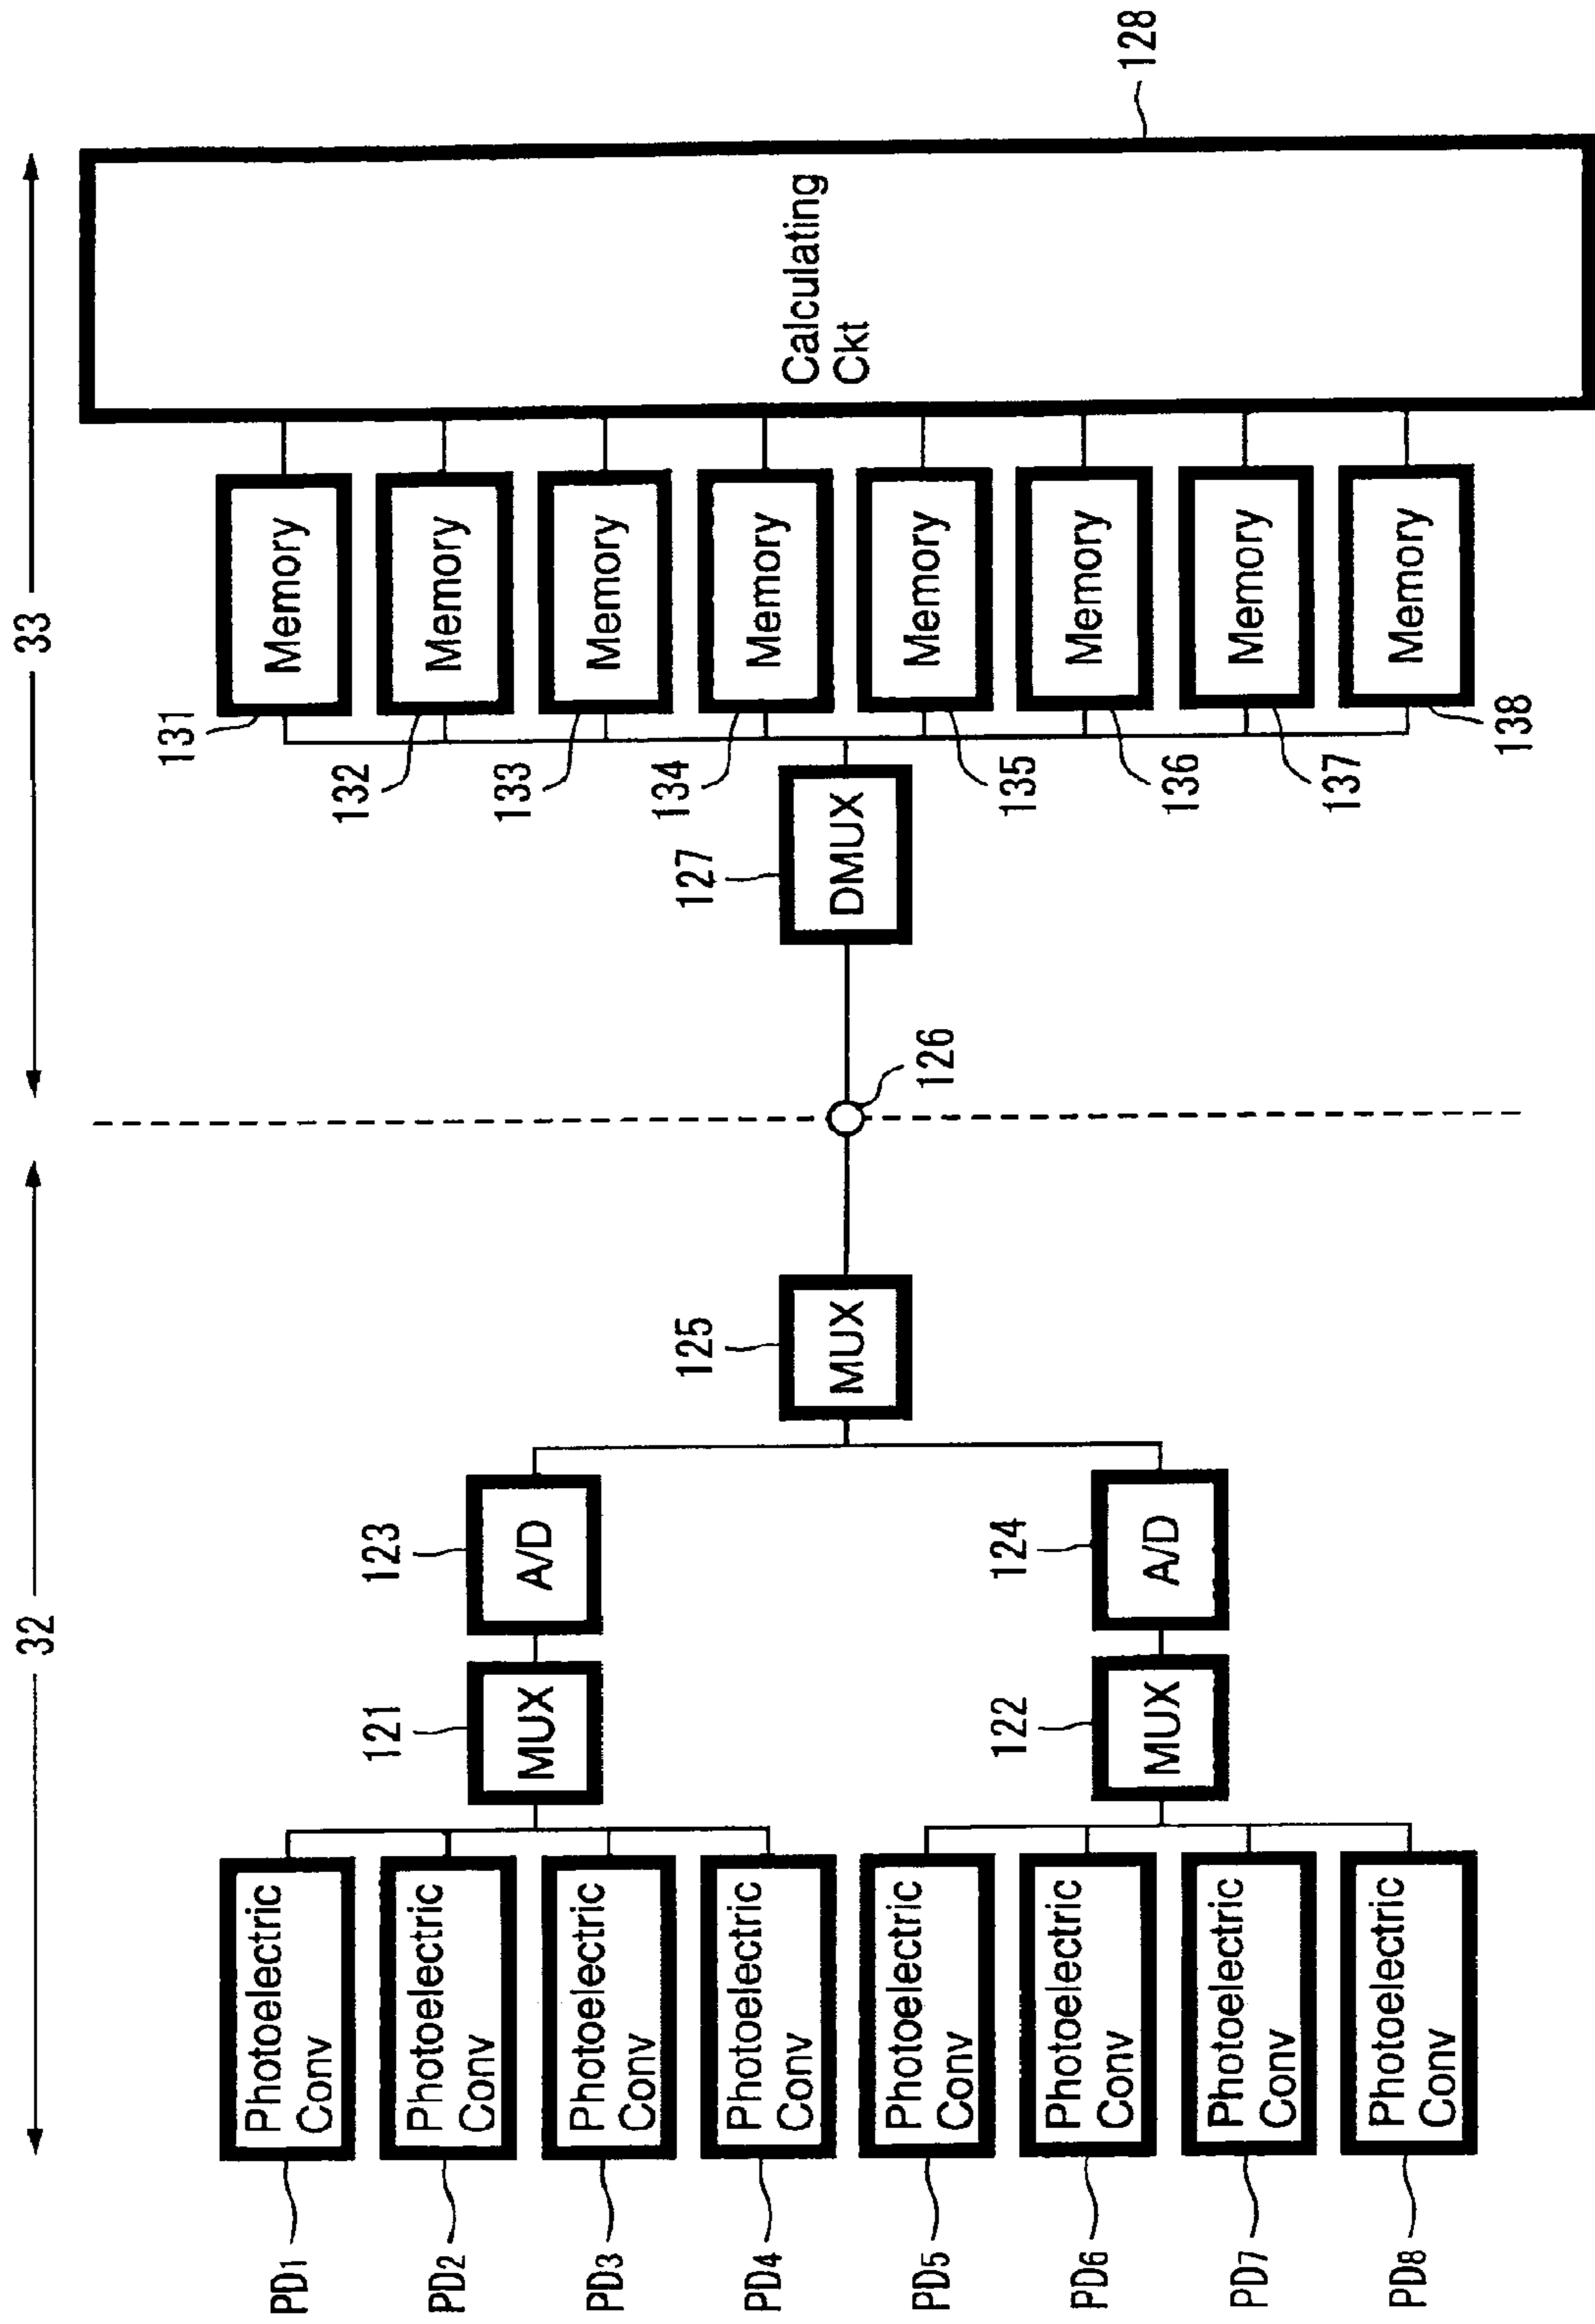 32
33
PD1
Photoelectric
Conv
PD2
Photoelectric
Conv
PD3
Photoelectric
Conv
PD4
Photoelectric
Conv
PD5
Photoelectric
Conv
PD6
Photoelectric
Conv
PD7
Photoelectric
Conv
PD8
Photoelectric
Conv
121
MUX
122
MUX
123
A/D
124
A/D
125
MUX
126
127
DMUX
131
Memory
132
Memory
133
Memory
134
Memory
135
Memory
136
Memory
137
Memory
138
Memory
Calculating
Ckt
128